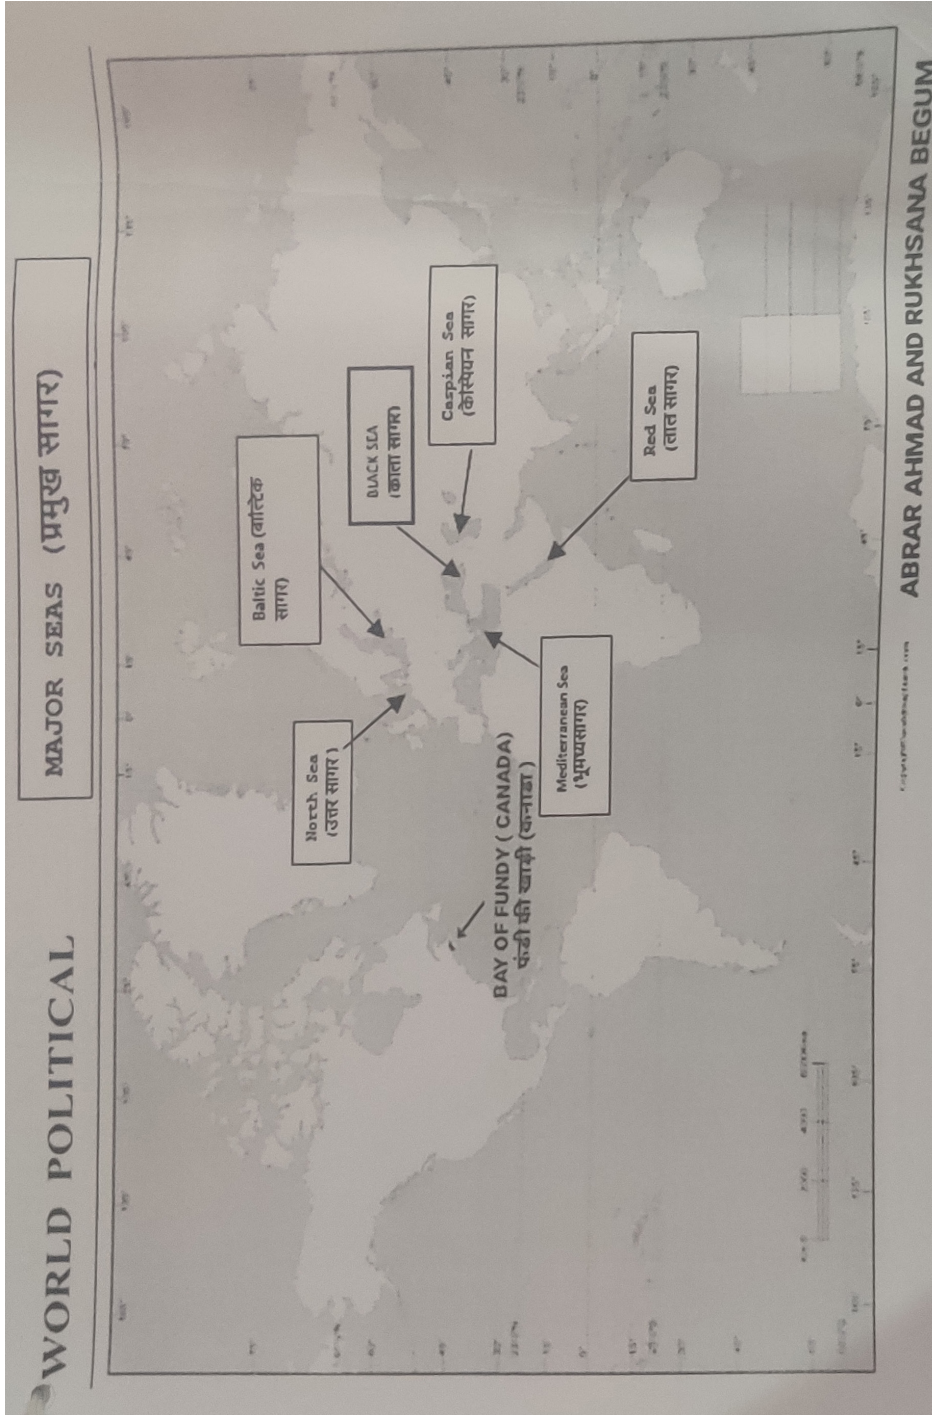 WORLD POLITICAL
MAJOR SEAS (प्रमुख सागर)
Baltic Sea (बाल्टिक
सागर)
North Sea
(उत्तर सागर )
BLACK SEA
(काला सागर)
Caspian Sea
(केस्पियन सागर)
BAY OF FUNDY ( CANADA)
फंडी की खाड़ी (कनाडा )
Mediterranean Sea
(भूमध्यसागर)
Red Sea
(लाल सागर)
ABRAR AHMAD AND RUKHSANA BEGUM